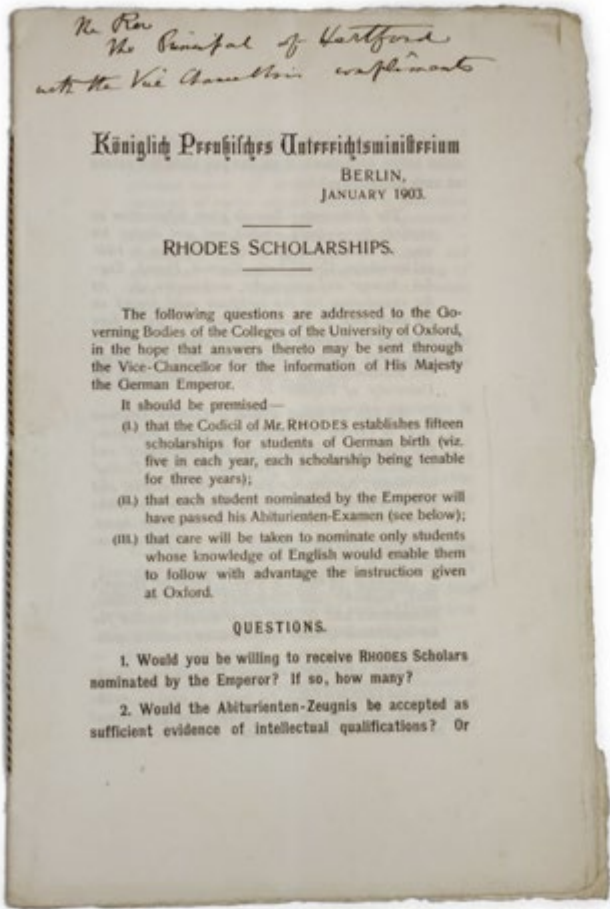 The Rev
the Principal of Hertford
with the Vice Chancellor's compliments
Königlich Preußisches Unterrichtsministerium
BERLIN,
JANUARY 1903.
RHODES SCHOLARSHIPS.
The following questions are addressed to the Go-
verning Bodies of the Colleges of the University of Oxford,
in the hope that answers thereto may be sent through
the Vice-Chancellor for the information of His Majesty
the German Emperor.
It should be premised—
(I.) that the Codicil of Mr. RHODES establishes fifteen
scholarships for students of German birth (viz.
five in each year, each scholarship being tenable
for three years);
(II.) that each student nominated by the Emperor will
have passed his Abiturienten-Examen (see below);
(III.) that care will be taken to nominate only students
whose knowledge of English would enable them
to follow with advantage the instruction given
at Oxford.
QUESTIONS.
1. Would you be willing to receive RHODES Scholars
nominated by the Emperor? If so, how many?
2. Would the Abiturienten-Zeugnis be accepted as
sufficient evidence of intellectual qualifications? Or